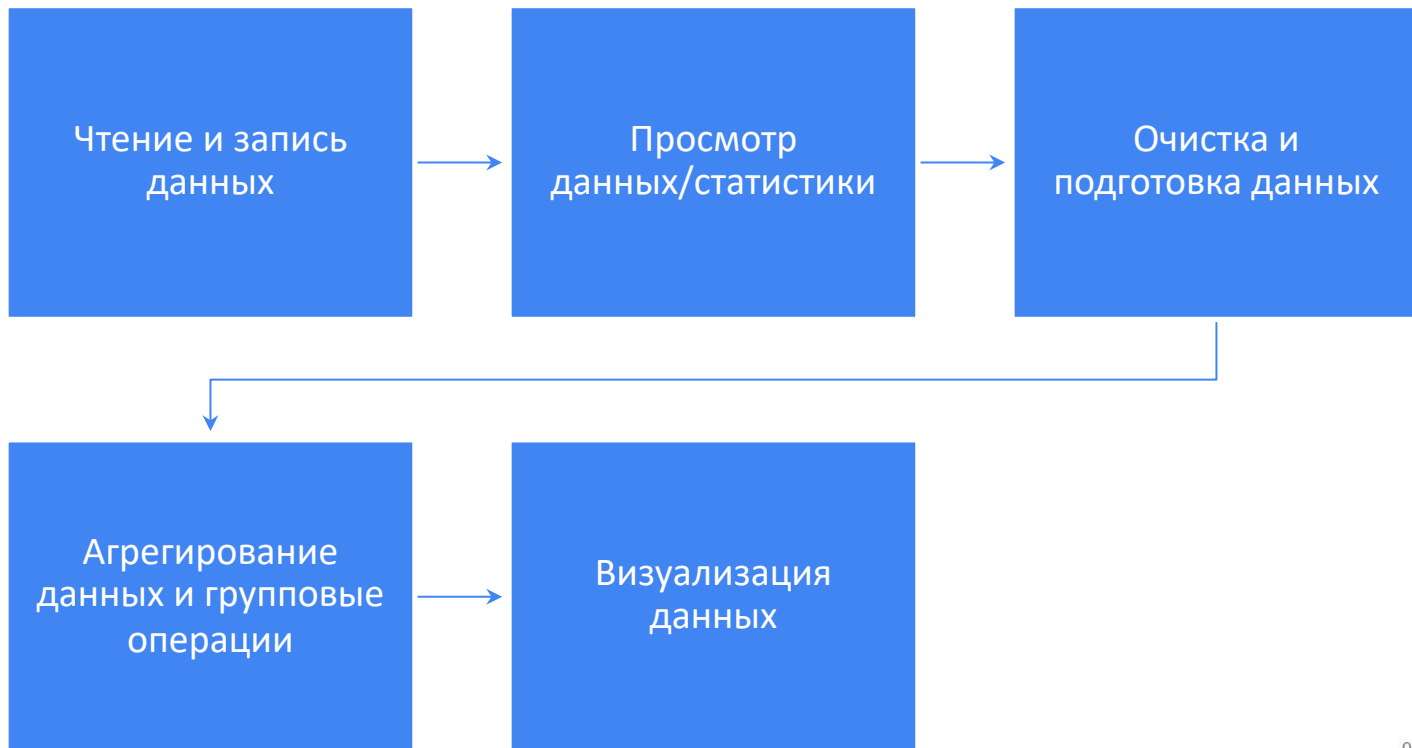 Чтение и запись
данных
Просмотр
данных/статистики
Очистка и
подготовка данных
Агрегирование
данных и групповые
операции
Визуализация
данных